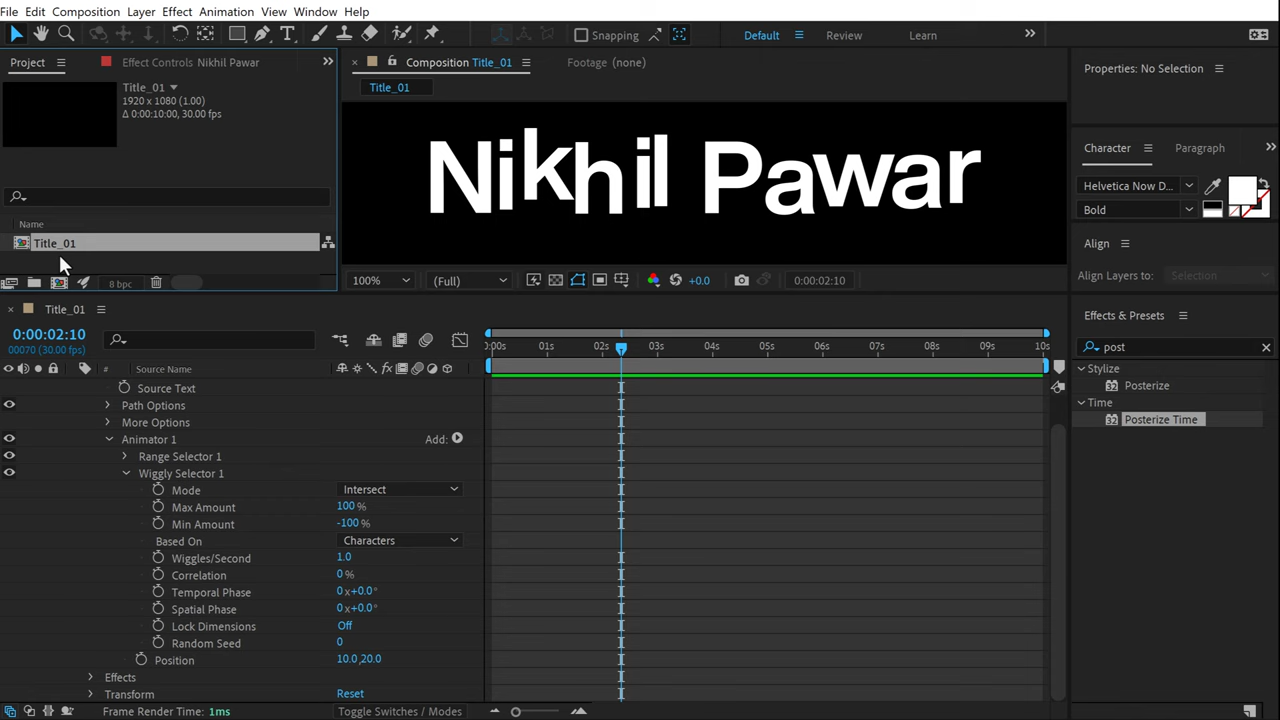 File Edit Composition Layer Effect Animation View Window Help
Snapping Default Review Learn
Project Effect Controls Nikhil Pawar
Composition Title_01 Footage (none)
Properties: No Selection
Title_01
1920 x 1080 (1.00)
Δ 0:00:10:00, 30.00 fps
Title_01
Nikhil Pawar
Character Paragraph
Helvetica Now D...
Bold
Name
Title_01
Align
Align Layers to: Selection
8 bpc
100% (Full) +0.0 0:00:02:10
Title_01
Effects & Presets
post
0:00:02:10
00070 (30.00 fps)
:00s 01s 02s 03s 04s 05s 06s 07s 08s 09s 10s
# Source Name
Stylize
32 Posterize
Time
32 Posterize Time
Source Text
Path Options
More Options
Animator 1 Add:
Range Selector 1
Wiggly Selector 1
Mode Intersect
Max Amount 100 %
Min Amount -100 %
Based On Characters
Wiggles/Second 1.0
Correlation 0 %
Temporal Phase 0 x+0.0°
Spatial Phase 0 x+0.0°
Lock Dimensions Off
Random Seed 0
Position 10.0,20.0
Effects
Transform Reset
Frame Render Time: 1ms Toggle Switches / Modes